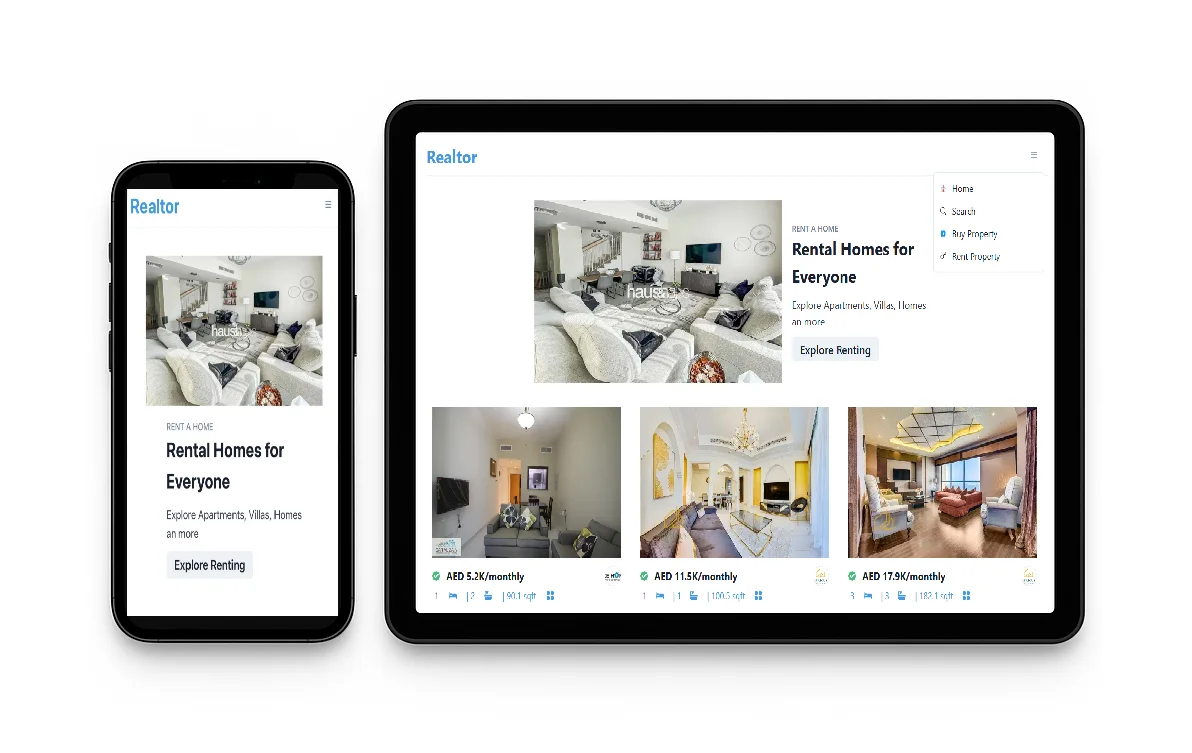 Realtor
haus
RENT A HOME
Rental Homes for
Everyone
Explore Apartments, Villas, Homes
an more
Explore Renting
Realtor
Home
Search
Buy Property
Rent Property
haus
RENT A HOME
Rental Homes for
Everyone
Explore Apartments, Villas, Homes
an more
Explore Renting
AED 5.2K/monthly
1 | 2 | 90.1 sqft
AED 11.5K/monthly
1 | 1 | 100.5 sqft
AED 17.9K/monthly
3 | 3 | 182.1 sqft